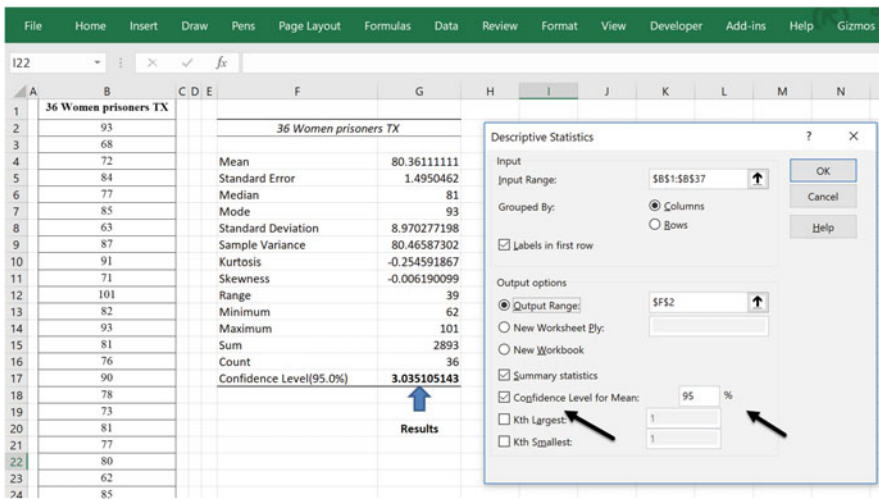 File Home Insert Draw Pens Page Layout Formulas Data Review Format View Developer Add-ins Help Gizmos
I22 fx
A B C D E F G H I J K L M N
1 36 Women prisoners TX
2 93 36 Women prisoners TX
3 68
4 72 Mean 80.36111111
5 84 Standard Error 1.4950462
6 77 Median 81
7 85 Mode 93
8 63 Standard Deviation 8.970277198
9 87 Sample Variance 80.46587302
10 91 Kurtosis -0.254591867
11 71 Skewness -0.006190099
12 101 Range 39
13 82 Minimum 62
14 93 Maximum 101
15 81 Sum 2893
16 76 Count 36
17 90 Confidence Level(95.0%) 3.035105143
18 78
19 73
20 81 Results
21 77
22 80
23 62
24 85
Descriptive Statistics ? ×
Input
Input Range: $B$1:$B$37 OK
Grouped By: Columns Cancel
Rows Help
Labels in first row
Output options
Output Range: $F$2
New Worksheet Ply:
New Workbook
Summary statistics
Confidence Level for Mean: 95 %
Kth Largest: 1
Kth Smallest: 1